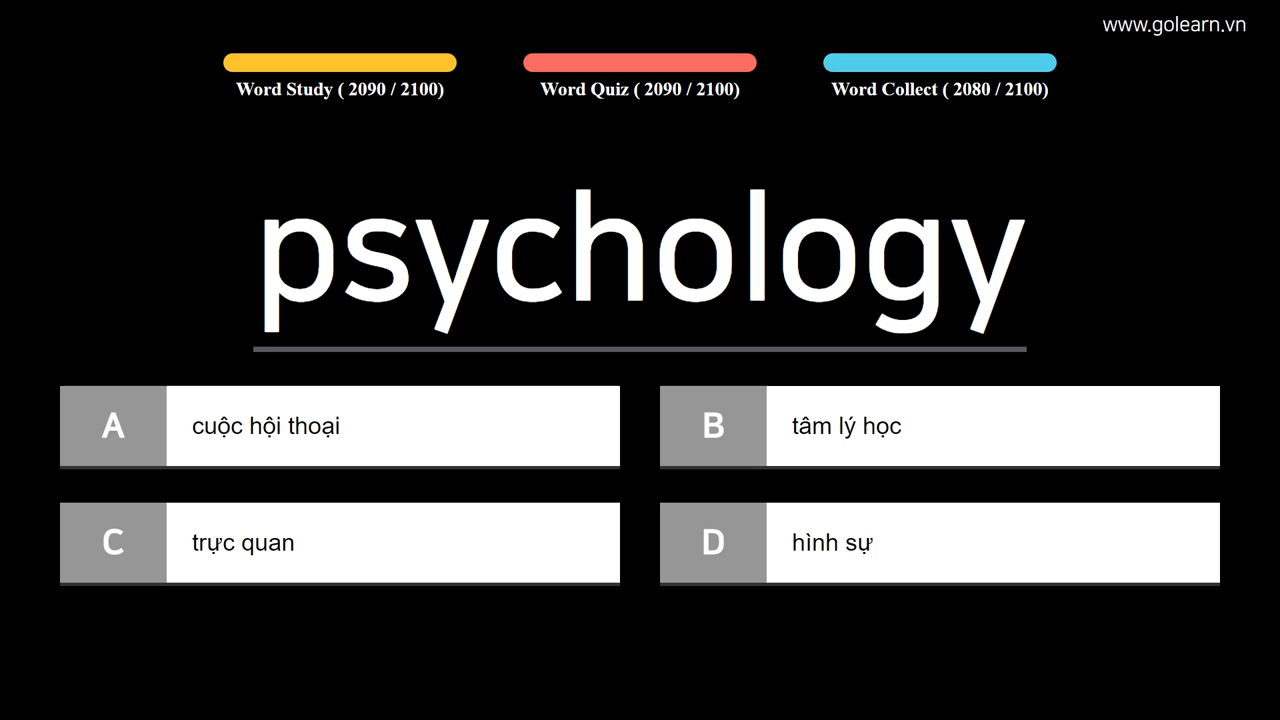 www.golearn.vn
Word Study ( 2090 / 2100)
Word Quiz ( 2090 / 2100)
Word Collect ( 2080 / 2100)
psychology
A cuộc hội thoại
B tâm lý học
C trực quan
D hình sự